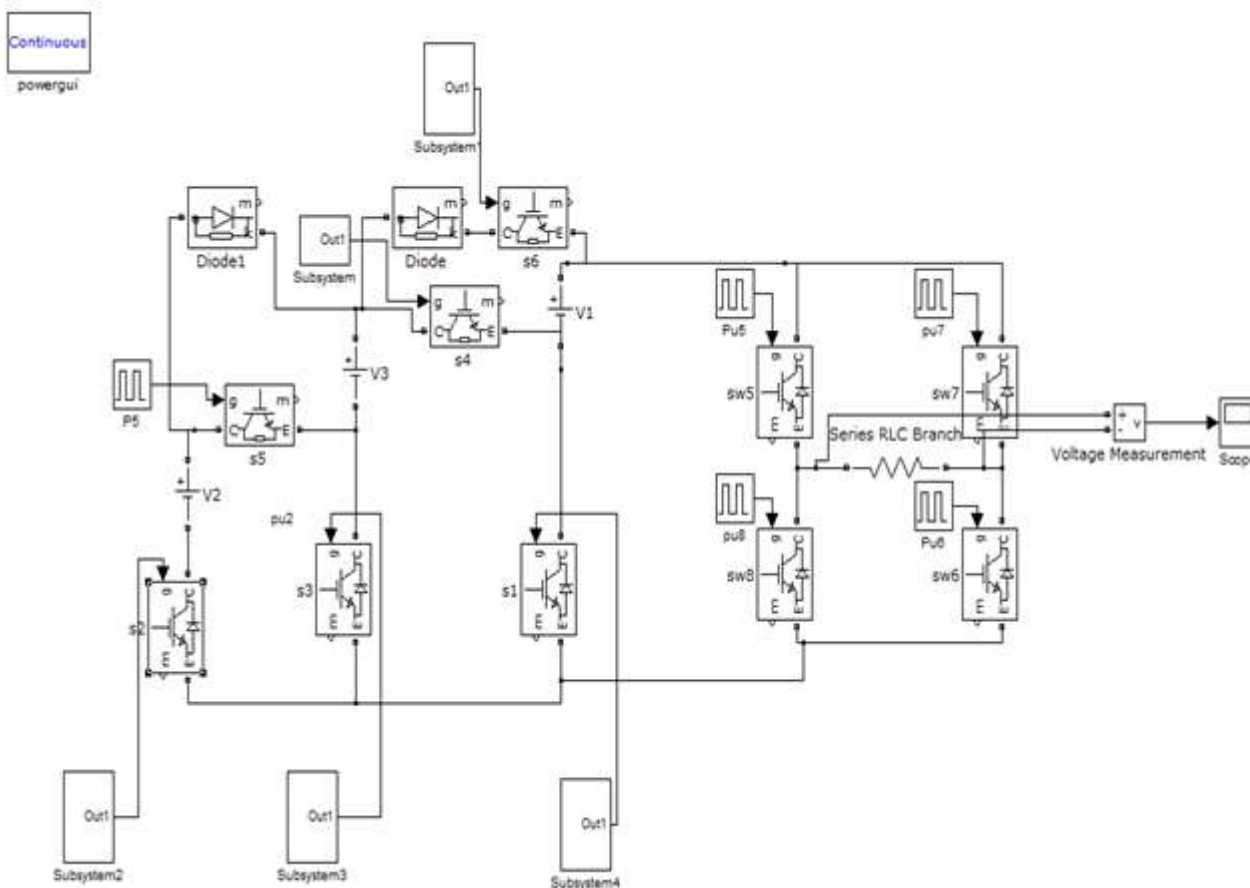 Continuous
powergui
Out1
Subsystem1
m
Diode1
Out1
Subsystem
m
Diode
g
m
C
E
s6
g
m
C
E
s4
+
V1
+
V3
P5
g
m
C
E
s5
+
V2
Pu5
pu7
g
C
m
E
sw5
g
C
E
sw7
Series RLC Branch
+
-
v
Voltage Measurement
Scop
pu8
Pu6
g
C
m
E
sw8
g
C
m
E
sw6
pu2
g
C
m
E
g
C
m
E
s3
g
C
m
E
s1
Out1
Subsystem2
Out1
Subsystem3
Out1
Subsystem4